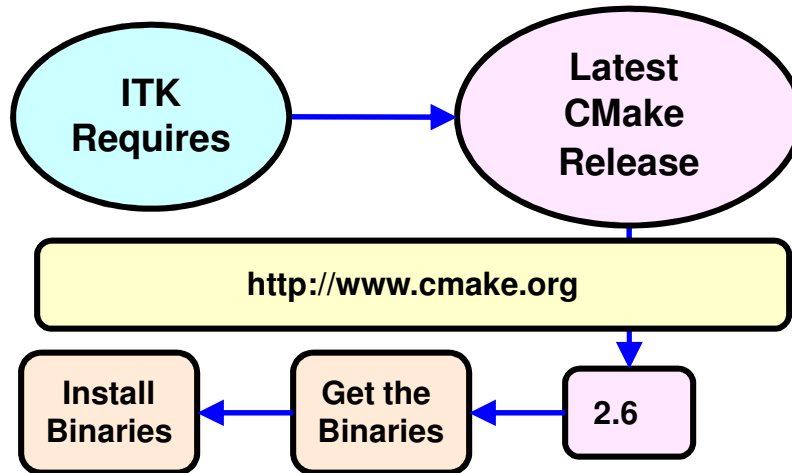 ITK
Requires
Latest
CMake
Release
http://www.cmake.org
Install
Binaries
Get the
Binaries
2.6